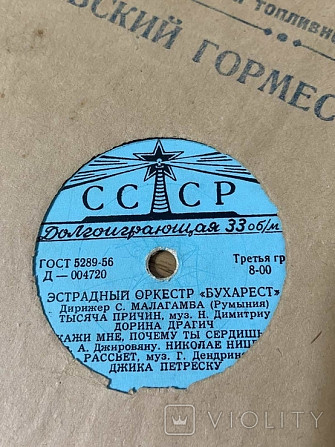 топливно
ВСКИЙ ГОРМЕС
СССР
Долгоиграющая 33 об/м
ГОСТ 5289-56
Третья гр
Д — 004720
8-00
ЭСТРАДНЫЙ ОРКЕСТР «БУХАРЕСТ»
Дирижер С. МАЛАГАМБА (Румыния)
ТЫСЯЧА ПРИЧИН, муз. Н. Димитриу
ДОРИНА ДРАГИЧ
КАЖИ МНЕ, ПОЧЕМУ ТЫ СЕРДИШЬ
А. Джировяну. НИКОЛАЕ НИЦ
РАССВЕТ, муз. Г. Дендрин
ДЖИКА ПЕТРЕСКУ
VIOLITY